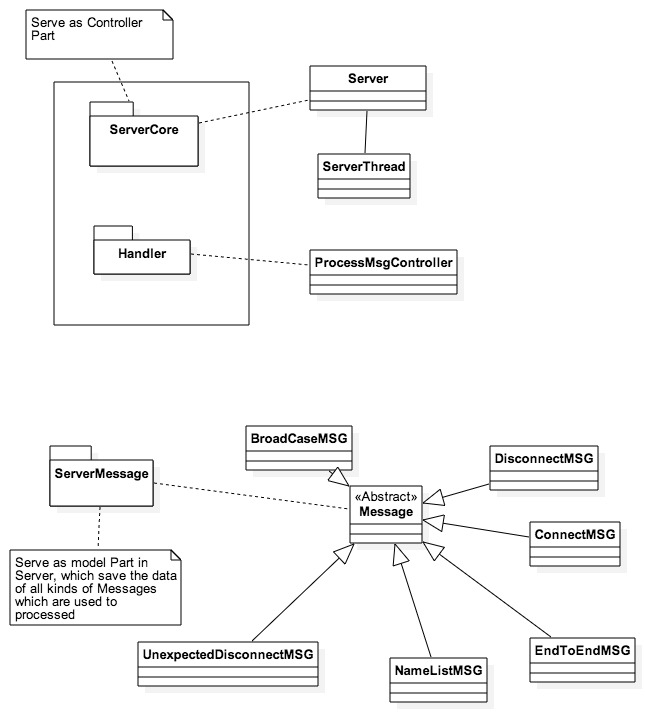 Serve as Controller
Part
Server
ServerCore
ServerThread
Handler
ProcessMsgController
BroadCaseMSG
DisconnectMSG
ServerMessage
«Abstract»
Message
ConnectMSG
Serve as model Part in
Server, which save the data
of all kinds of Messages
which are used to
processed
UnexpectedDisconnectMSG
NameListMSG
EndToEndMSG